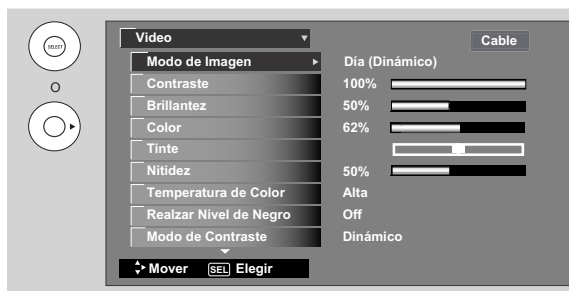 Video Cable
SELECT
Modo de Imagen Día (Dinámico)
O
Contraste 100%
Brillantez 50%
Color 62%
Tinte
Nitidez 50%
Temperatura de Color Alta
Realzar Nivel de Negro Off
Modo de Contraste Dinámico
Mover SEL Elegir